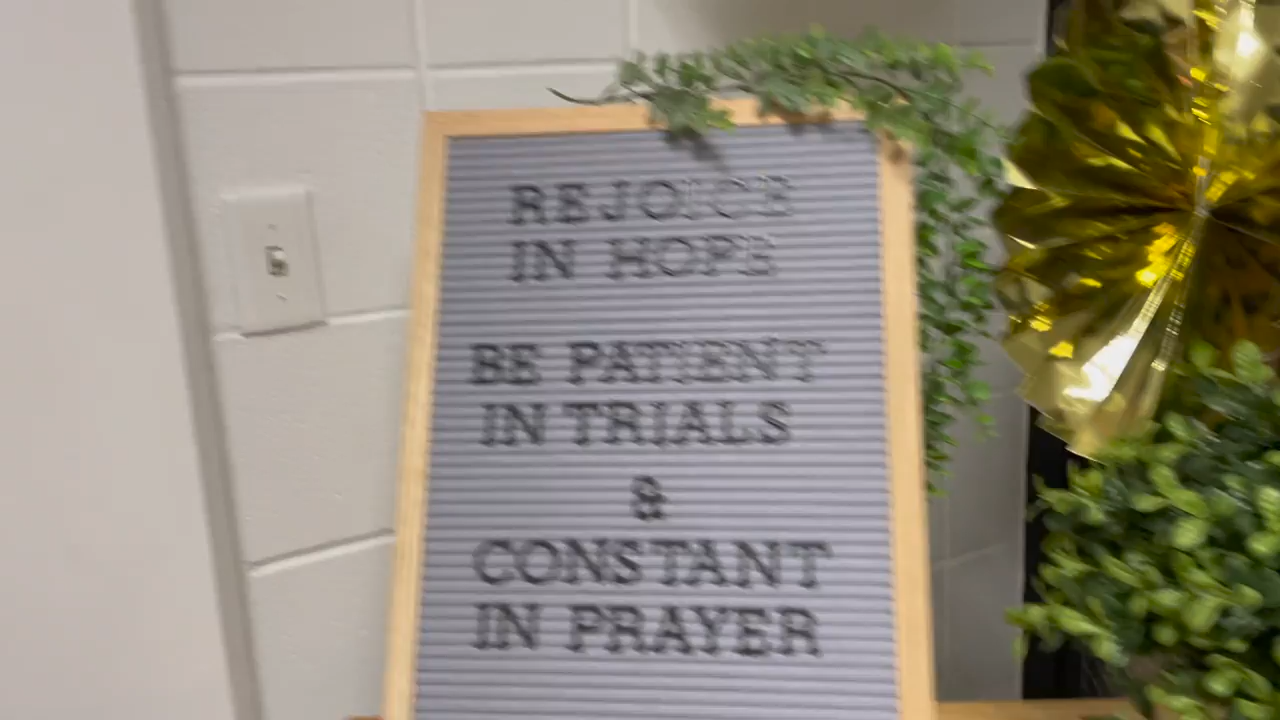 REJOICE
IN HOPE
BE PATIENT
IN TRIALS
&
CONSTANT
IN PRAYER